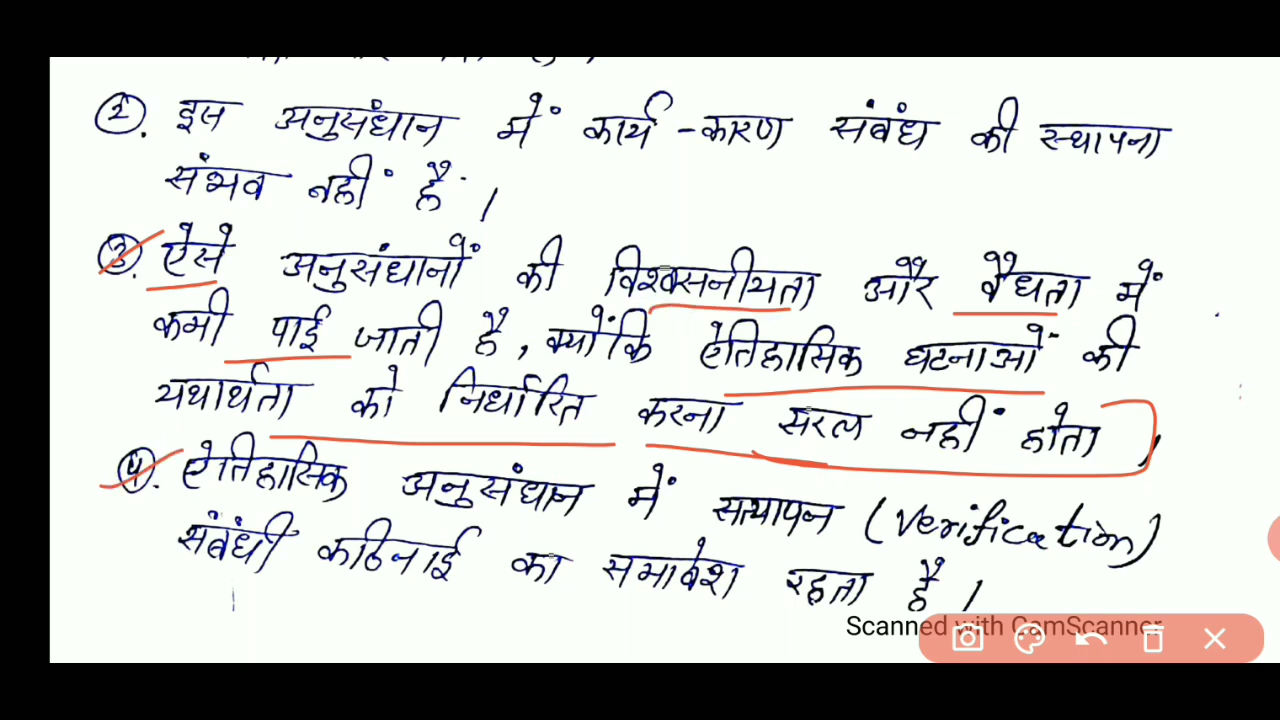 ②. इस अनुसंधान में कार्य-कारण संबंध की स्थापना
संभव नहीं है।
③. ऐसे अनुसंधानों की विश्वसनीयता और वैधता में
कमी पाई जाती है, क्योंकि ऐतिहासिक घटनाओं की
यथार्थता को निर्धारित करना सरल नहीं होता।
④. ऐतिहासिक अनुसंधान में सत्यापन (Verification)
संबंधी कठिनाई का समावेश रहता है।
Scanned with CamScanner